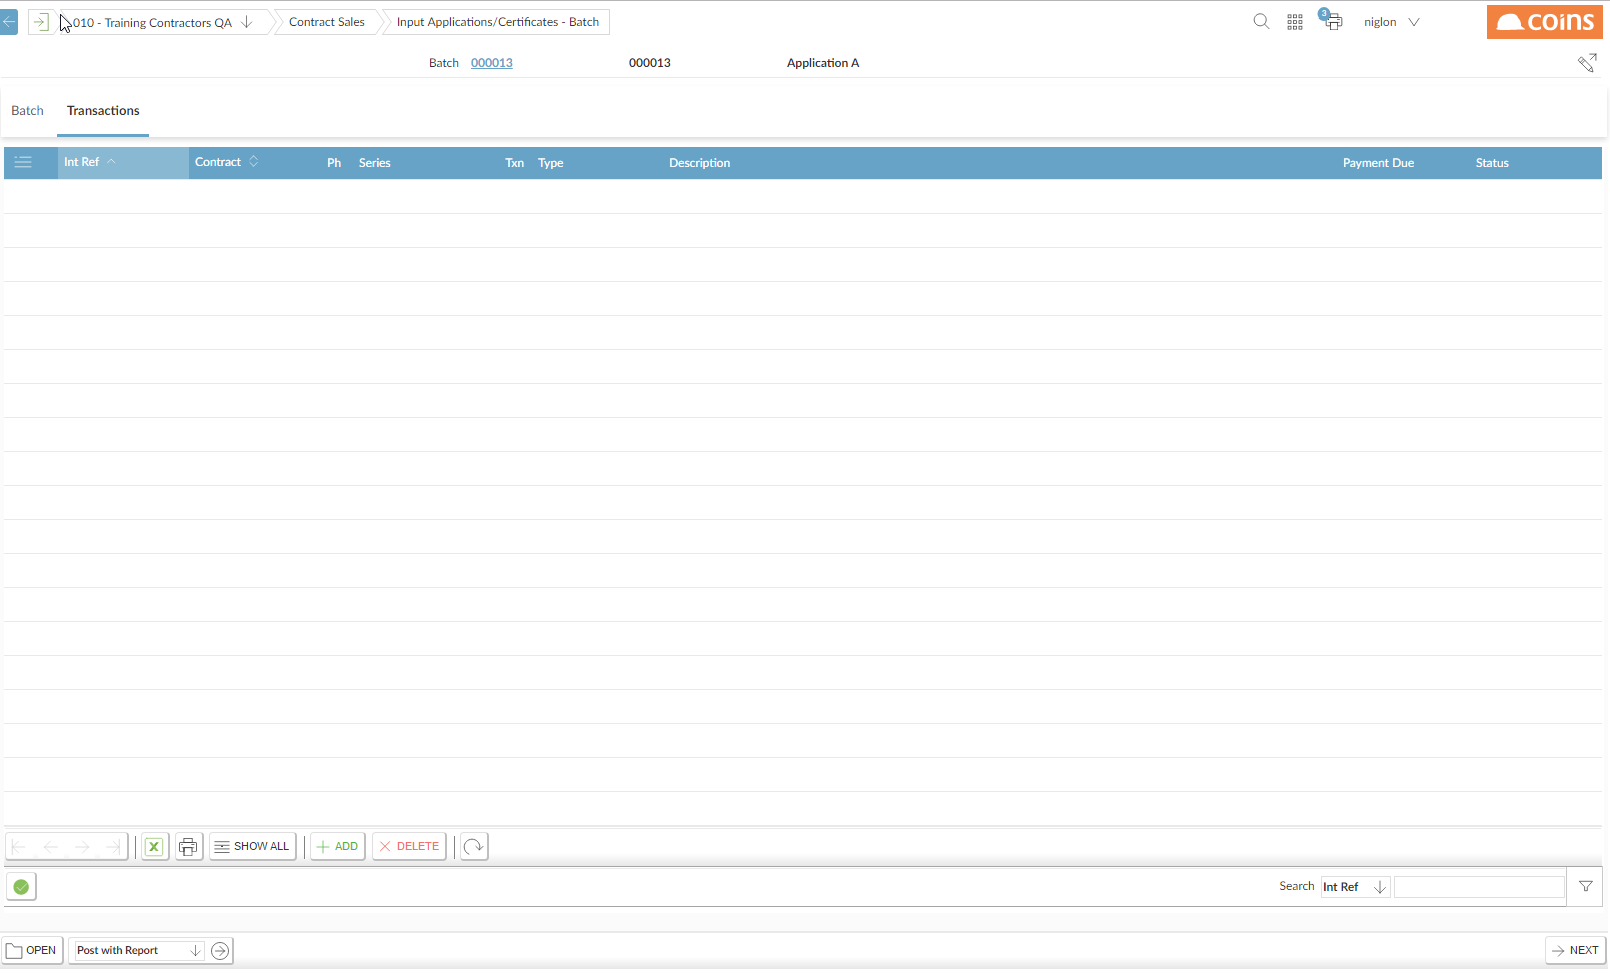 .010 - Training Contractors QA Contract Sales Input Applications/Certificates - Batch 3 niglon coins
Batch 000013 000013 Application A
Batch Transactions
Int Ref Contract Ph Series Txn Type Description Payment Due Status
SHOW ALL ADD DELETE
Search Int Ref
OPEN Post with Report NEXT